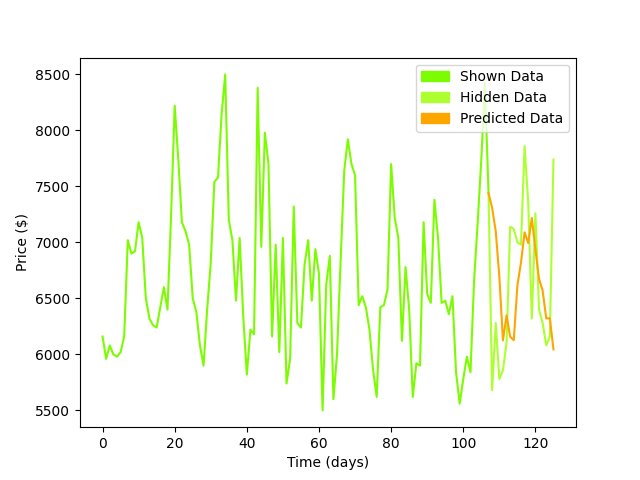 8500
8000
7500
7000
6500
6000
5500
Price ($)
0 20 40 60 80 100 120
Time (days)
Shown Data
Hidden Data
Predicted Data